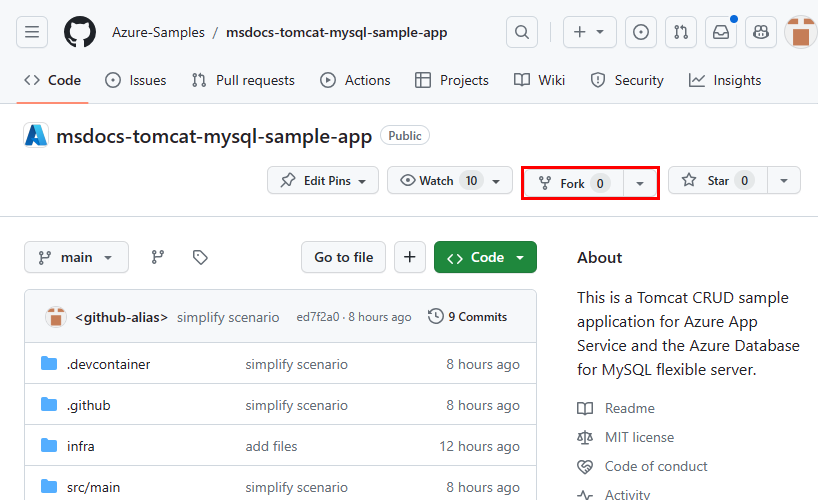 Azure-Samples / msdocs-tomcat-mysql-sample-app
Code Issues Pull requests Actions Projects Wiki Security Insights
msdocs-tomcat-mysql-sample-app Public
Edit Pins Watch 10 Fork 0 Star 0
main Go to file Code
<github-alias> simplify scenario ed7f2a0 · 8 hours ago 9 Commits
.devcontainer simplify scenario 8 hours ago
.github simplify scenario 8 hours ago
infra add files 12 hours ago
src/main simplify scenario 8 hours ago
About
This is a Tomcat CRUD sample
application for Azure App
Service and the Azure Database
for MySQL flexible server.
Readme
MIT license
Code of conduct
Activity